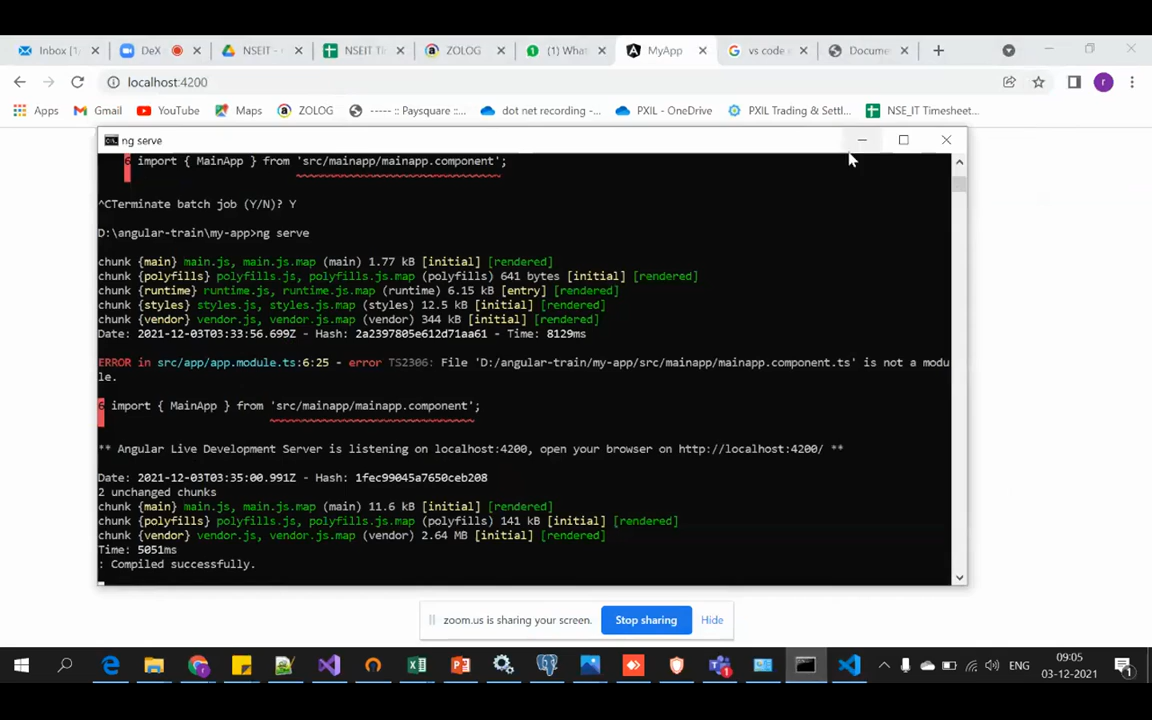 Inbox (
DeX
NSEIT -
NSEIT Ti
ZOLOG
(1) What
MyApp
vs code
Docume
localhost:4200
r
Apps
Gmail
YouTube
Maps
ZOLOG
----- :: Paysquare ::...
dot net recording -...
PXIL - OneDrive
PXIL Trading & Settl...
NSE_IT Timesheet...
ng serve
6 import { MainApp } from 'src/mainapp/mainapp.component';
^CTerminate batch job (Y/N)? Y
D:\angular-train\my-app>ng serve
chunk {main} main.js, main.js.map (main) 1.77 kB [initial] [rendered]
chunk {polyfills} polyfills.js, polyfills.js.map (polyfills) 641 bytes [initial] [rendered]
chunk {runtime} runtime.js, runtime.js.map (runtime) 6.15 kB [entry] [rendered]
chunk {styles} styles.js, styles.js.map (styles) 12.5 kB [initial] [rendered]
chunk {vendor} vendor.js, vendor.js.map (vendor) 344 kB [initial] [rendered]
Date: 2021-12-03T03:33:56.699Z - Hash: 2a2397805e612d71aa61 - Time: 8129ms
ERROR in src/app/app.module.ts:6:25 - error TS2306: File 'D:/angular-train/my-app/src/mainapp/mainapp.component.ts' is not a modu
le.
6 import { MainApp } from 'src/mainapp/mainapp.component';
** Angular Live Development Server is listening on localhost:4200, open your browser on http://localhost:4200/ **
Date: 2021-12-03T03:35:00.991Z - Hash: 1fec99045a7650ceb208
2 unchanged chunks
chunk {main} main.js, main.js.map (main) 11.6 kB [initial] [rendered]
chunk {polyfills} polyfills.js, polyfills.js.map (polyfills) 141 kB [initial] [rendered]
chunk {vendor} vendor.js, vendor.js.map (vendor) 2.64 MB [initial] [rendered]
Time: 5051ms
: Compiled successfully.
zoom.us is sharing your screen.
Stop sharing
Hide
ENG
09:05
03-12-2021